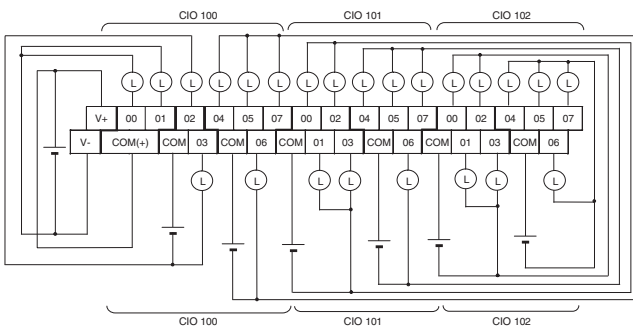 CIO 100 CIO 101 CIO 102
L L L L L L L L L L L L L L L L
V+ 00 01 02 04 05 07 00 02 04 05 07 00 02 04 05 07
V- COM(+) COM 03 COM 06 COM 01 03 COM 06 COM 01 03 COM 06
L L L L L L L L
CIO 100 CIO 101 CIO 102